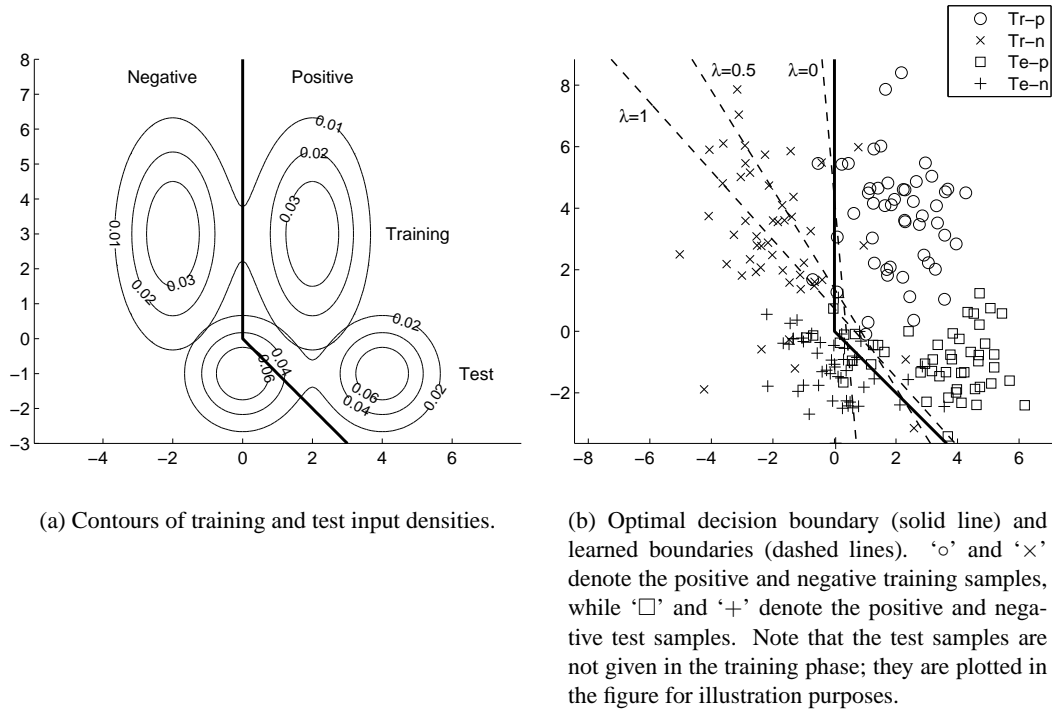 8
7
6
5
4
3
2
1
0
−1
−2
−3
−4 −2 0 2 4 6
Negative Positive
Training
Test
0.01
0.02
0.03
0.01
0.02
0.03
0.02
0.04
0.06
0.06
0.04
0.02
(a) Contours of training and test input densities.
Tr−p
Tr−n
Te−p
Te−n
λ=1
λ=0.5
λ=0
8
6
4
2
0
−2
−8 −6 −4 −2 0 2 4 6
(b) Optimal decision boundary (solid line) and
learned boundaries (dashed lines). ‘○’ and ‘×’
denote the positive and negative training samples,
while ‘□’ and ‘+’ denote the positive and nega-
tive test samples. Note that the test samples are
not given in the training phase; they are plotted in
the figure for illustration purposes.